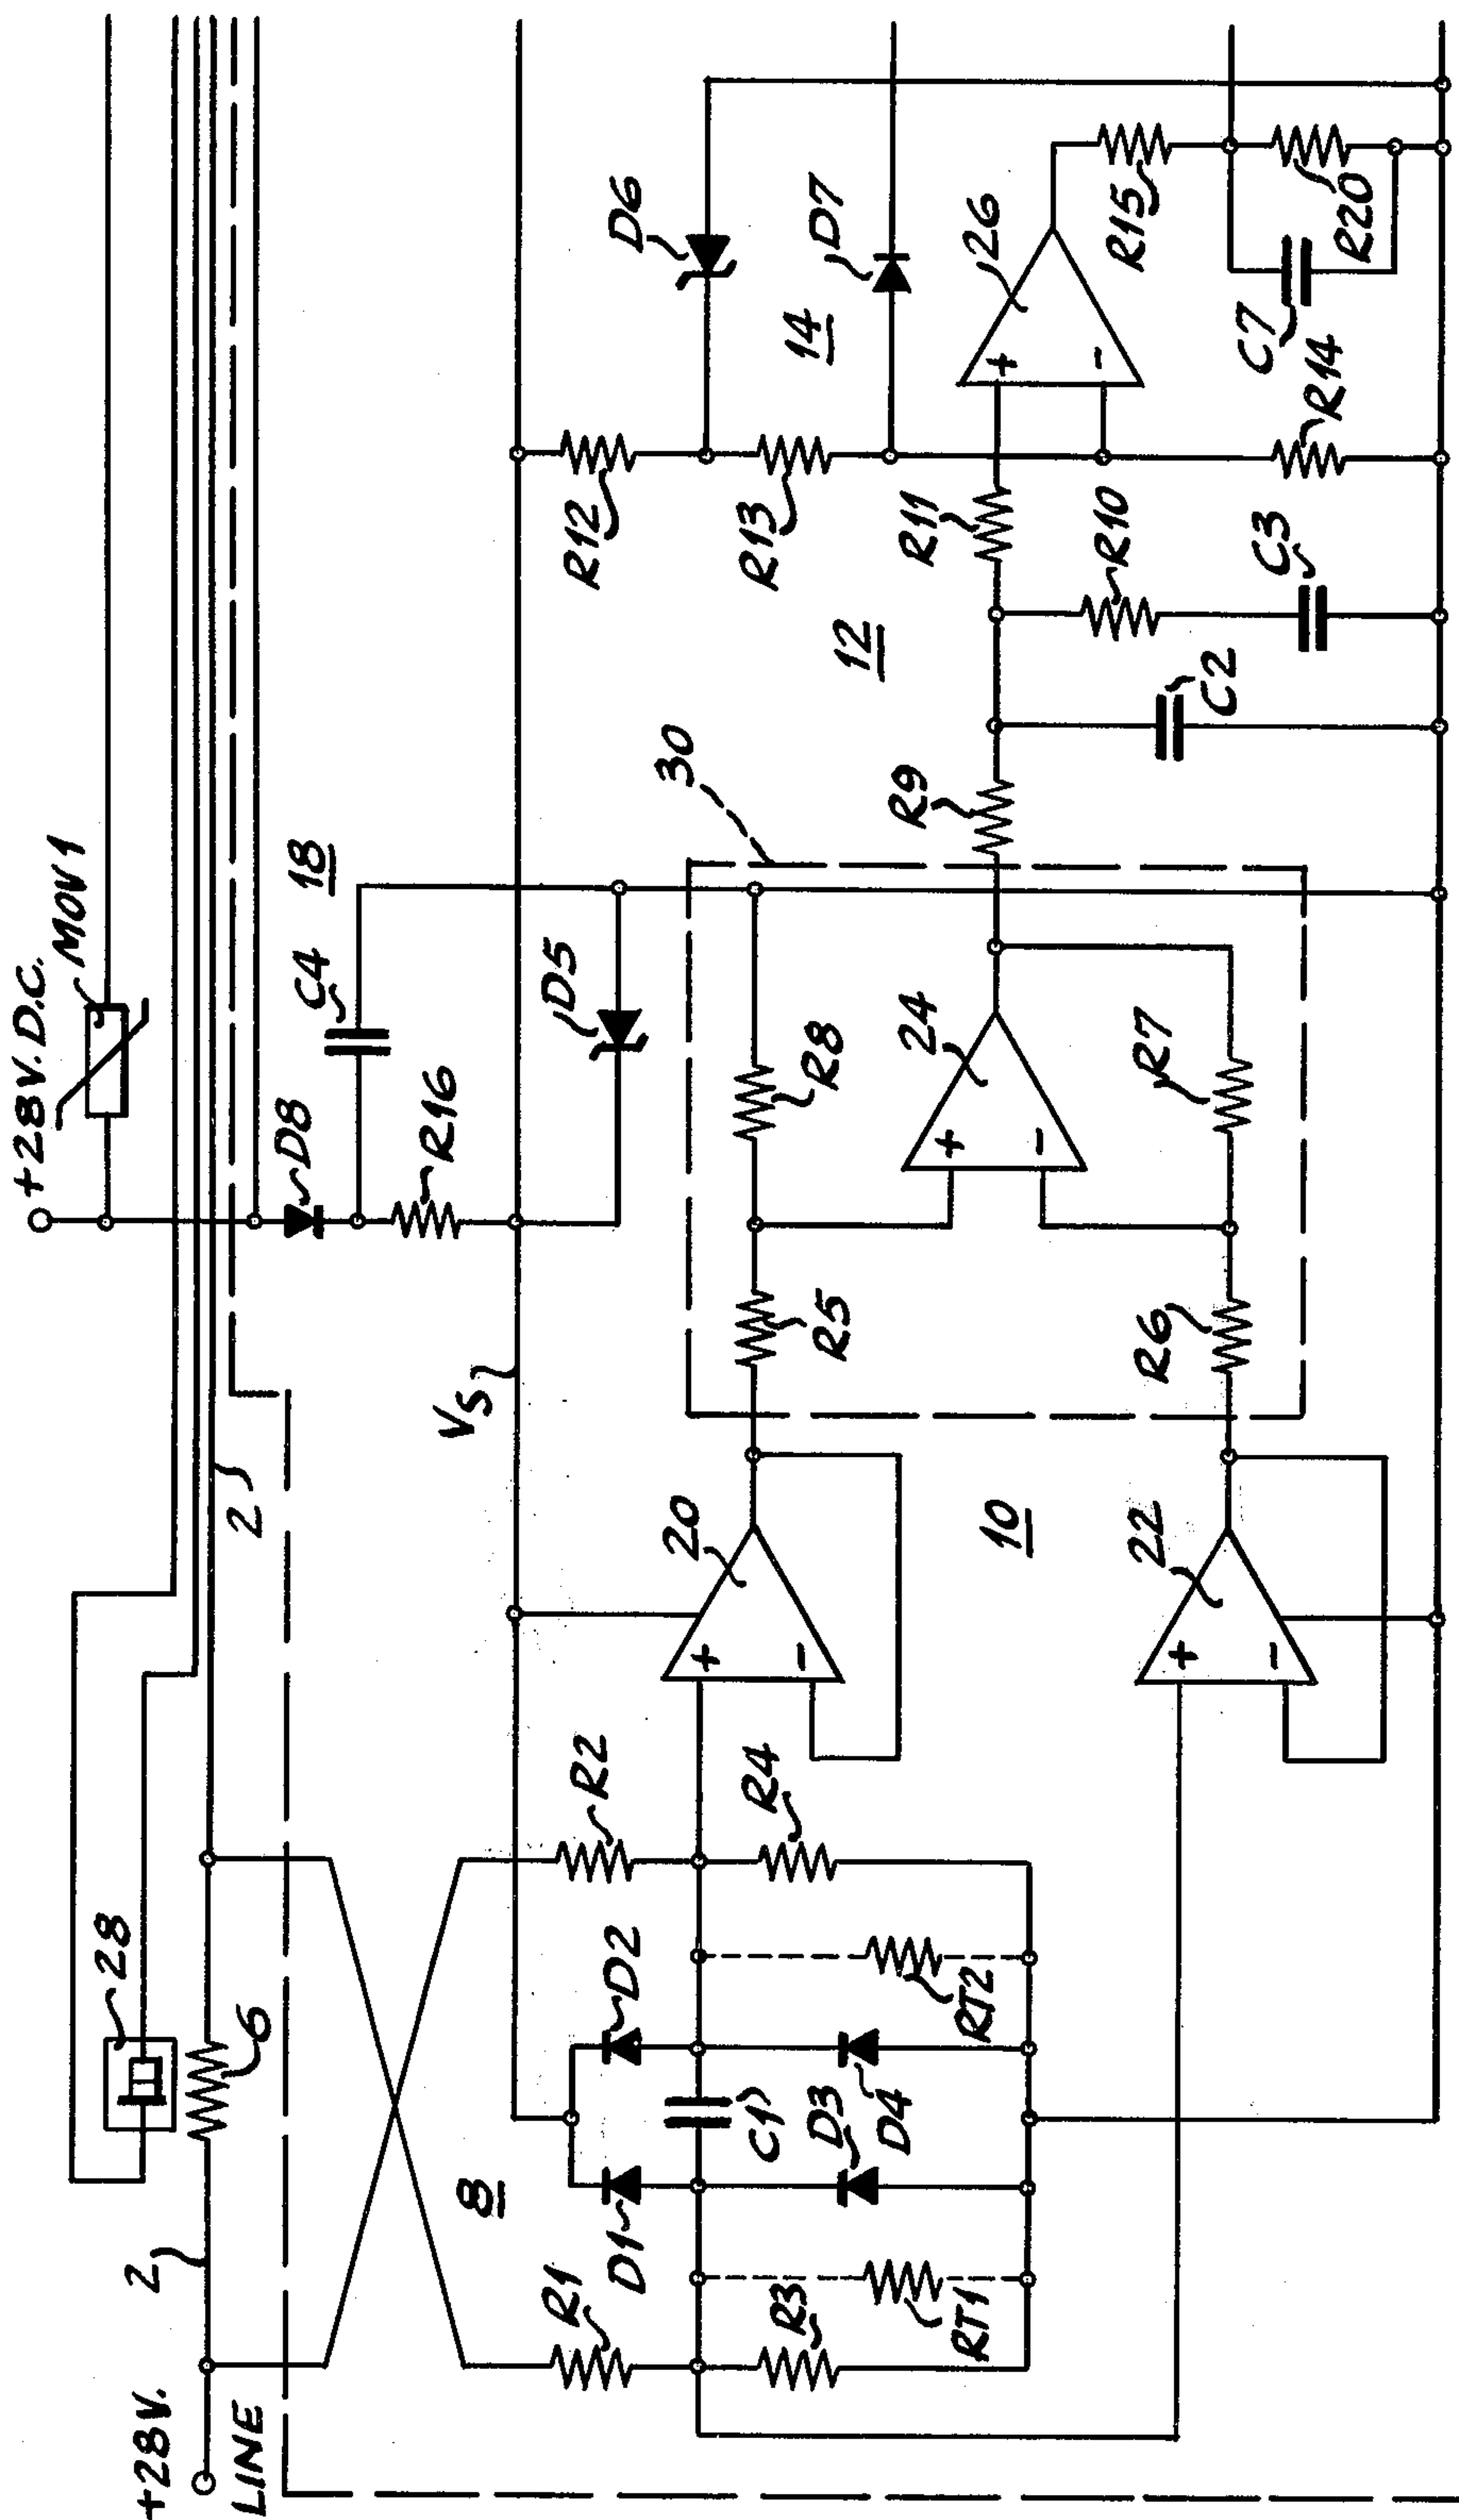 +28V.D.C.
MOV1
+28V.
LINE
2
28
6
2
D8
C4
18
R16
VS
D5
8
R1
D1
D2
R2
C1
R3
RT1
D3
D4
RT2
R4
20
+
-
10
22
+
-
30
R5
R8
24
+
-
R6
R7
R9
12
C2
R10
C3
R11
R12
R13
D6
14
D7
26
+
-
R14
R15
C7
R20